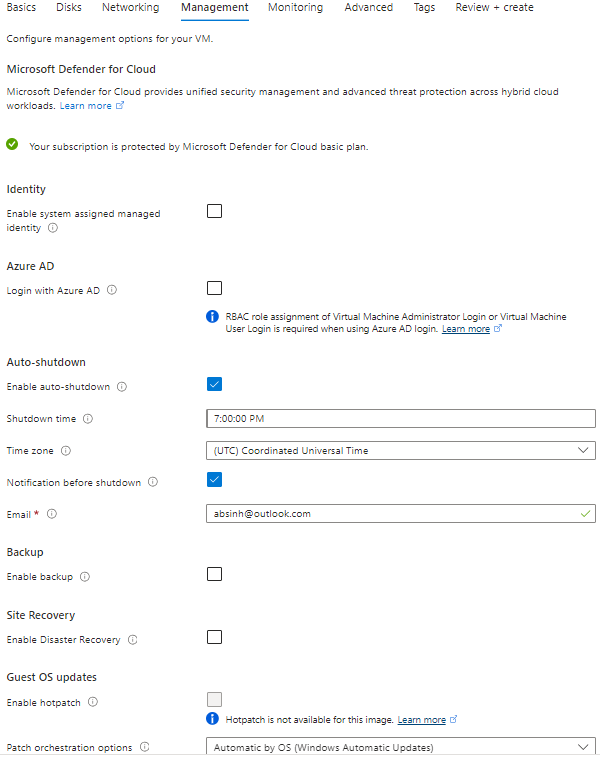 Basics Disks Networking Management Monitoring Advanced Tags Review + create
Configure management options for your VM.
Microsoft Defender for Cloud
Microsoft Defender for Cloud provides unified security management and advanced threat protection across hybrid cloud
workloads. Learn more
Your subscription is protected by Microsoft Defender for Cloud basic plan.
Identity
Enable system assigned managed
identity
Azure AD
Login with Azure AD
RBAC role assignment of Virtual Machine Administrator Login or Virtual Machine
User Login is required when using Azure AD login. Learn more
Auto-shutdown
Enable auto-shutdown
Shutdown time 7:00:00 PM
Time zone (UTC) Coordinated Universal Time
Notification before shutdown
Email * absinh@outlook.com
Backup
Enable backup
Site Recovery
Enable Disaster Recovery
Guest OS updates
Enable hotpatch
Hotpatch is not available for this image. Learn more
Patch orchestration options Automatic by OS (Windows Automatic Updates)